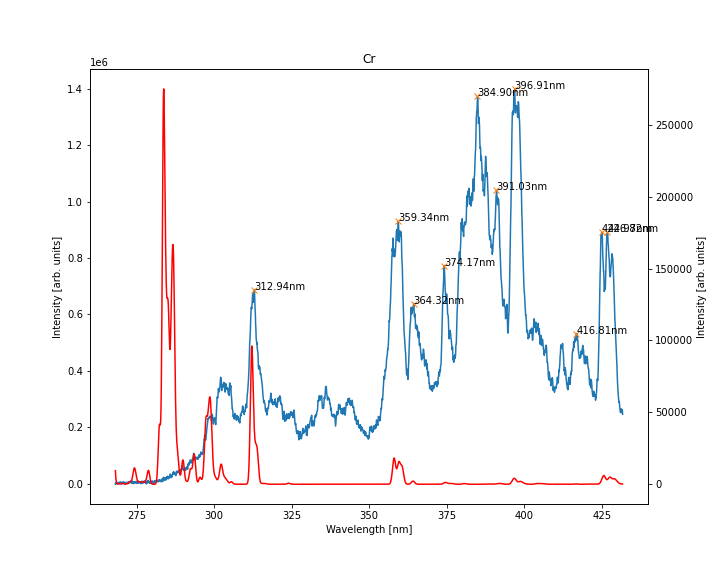 Cr
1e6
384.90nm
396.91nm
391.03nm
359.34nm
374.17nm
364.32nm
312.94nm
416.81nm
1.4
1.2
1.0
0.8
0.6
0.4
0.2
0.0
250000
200000
150000
100000
50000
0
Intensity [arb. units]
Intensity [arb. units]
275
300
325
350
375
400
425
Wavelength [nm]